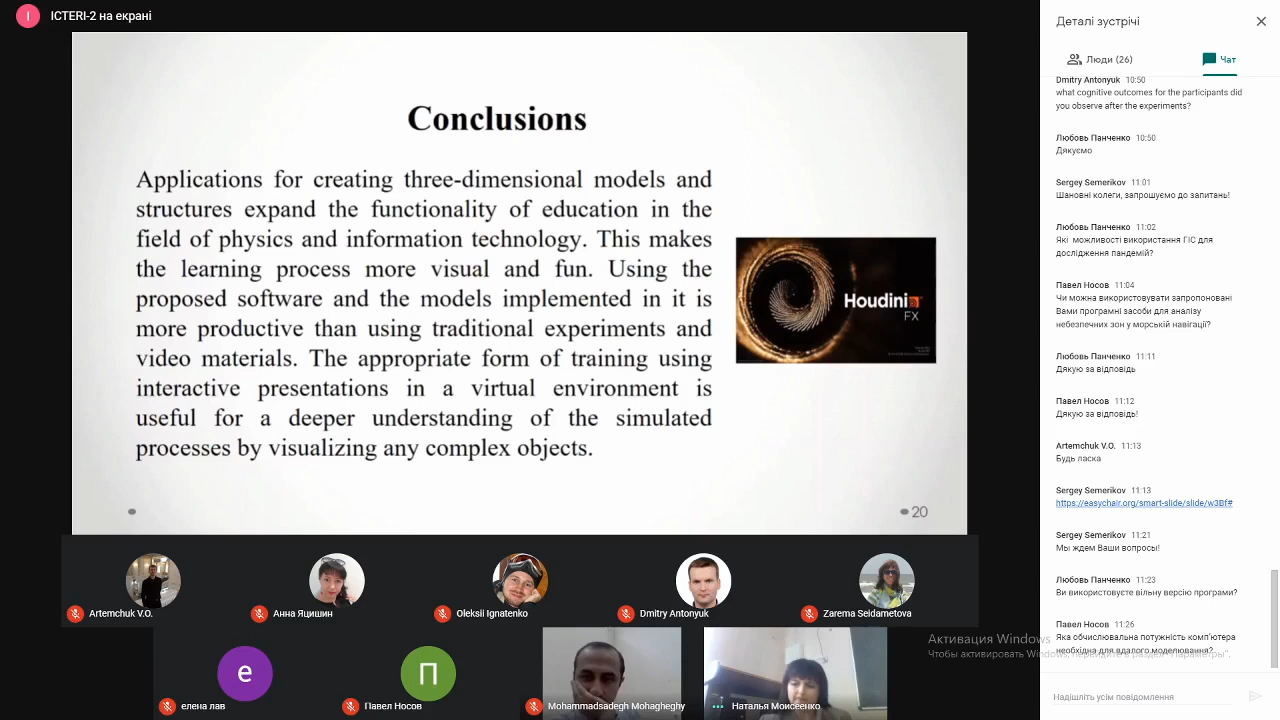 I
ICTERI-2 на екрані
Conclusions
Applications for creating three-dimensional models and
structures expand the functionality of education in the
field of physics and information technology. This makes
the learning process more visual and fun. Using the
proposed software and the models implemented in it is
more productive than using traditional experiments and
video materials. The appropriate form of training using
interactive presentations in a virtual environment is
useful for a deeper understanding of the simulated
processes by visualizing any complex objects.
Houdini
FX
20
Artemchuk V.O.
Анна Яцишин
Oleksii Ignatenko
Dmitry Antonyuk
Zarema Seidametova
е
елена лав
П
Павел Носов
Mohammadsadegh Mohagheghy
Наталья Моисеенко
Деталі зустрічі
Люди (26)
Чат
Dmitry Antonyuk 10:50
what cognitive outcomes for the participants did
you observe after the experiments?
Любовь Панченко 10:50
Дякуємо
Sergey Semerikov 11:01
Шановні колеги, запрошуємо до запитань!
Любовь Панченко 11:02
Які можливості використання ГІС для
дослідження пандемій?
Павел Носов 11:04
Чи можна використовувати запропоновані
Вами програмні засоби для аналізу
небезпечних зон у морській навігації?
Любовь Панченко 11:11
Дякую за відповідь
Павел Носов 11:12
Дякую за відповідь!
Artemchuk V.O. 11:13
Будь ласка
Sergey Semerikov 11:13
https://easychair.org/smart-slide/slide/w3Bf#
Sergey Semerikov 11:21
Мы ждем Ваши вопросы!
Любовь Панченко 11:23
Ви використовуєте вільну версію програми?
Павел Носов 11:26
Яка обчислювальна потужність комп'ютера
необхідна для вдалого моделювання?
Активация Windows
Чтобы активировать Windows, перейдите в раздел "Параметры".
Надішліть усім повідомлення